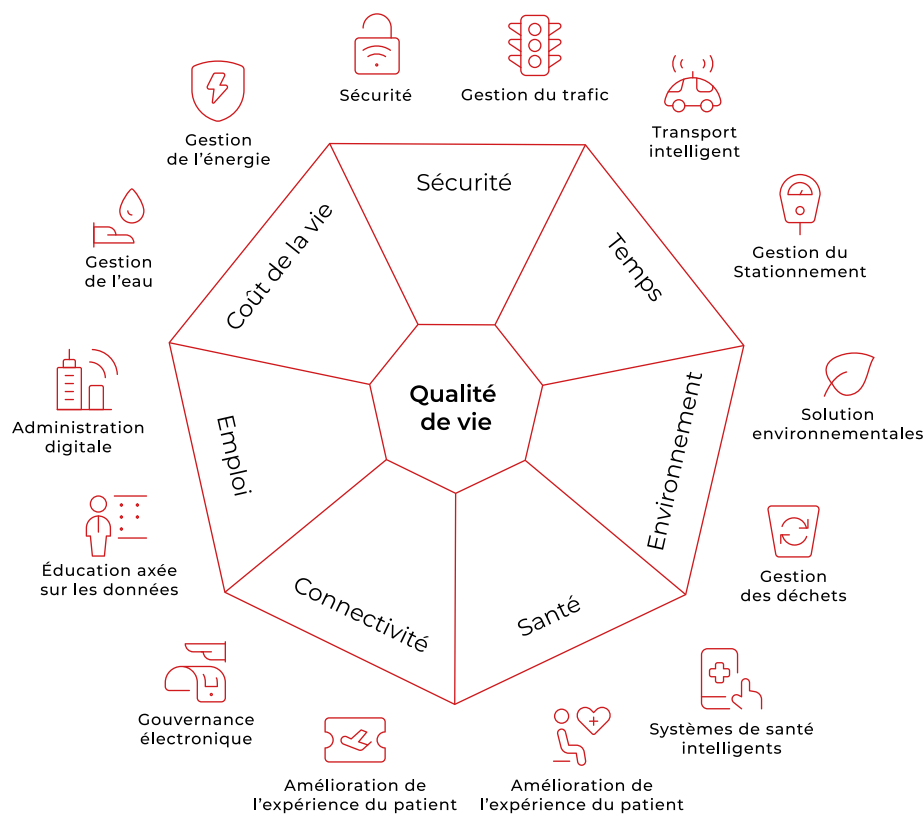 Sécurité
Gestion du trafic
Transport
intelligent
Gestion
de l'énergie
Sécurité
Temps
Coût de la vie
Gestion
de l'eau
Gestion du
Stationnement
Qualité
de vie
Environnement
Emploi
Administration
digitale
Solution
environnementales
Éducation axée
sur les données
Gestion
des déchets
Connectivité
Santé
Gouvernance
électronique
Systèmes de santé
intelligents
Amélioration de
l'expérience du patient
Amélioration de
l'expérience du patient